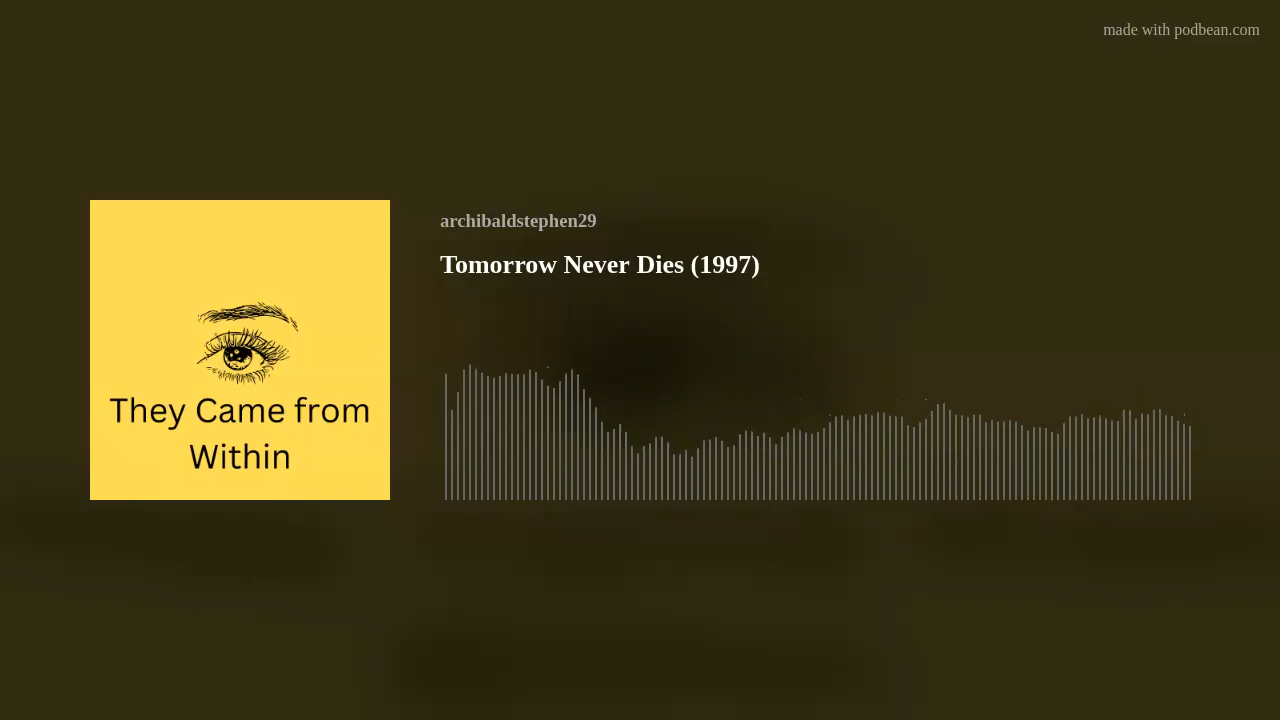 made with podbean.com
archibaldstephen29
Tomorrow Never Dies (1997)
They Came from
Within